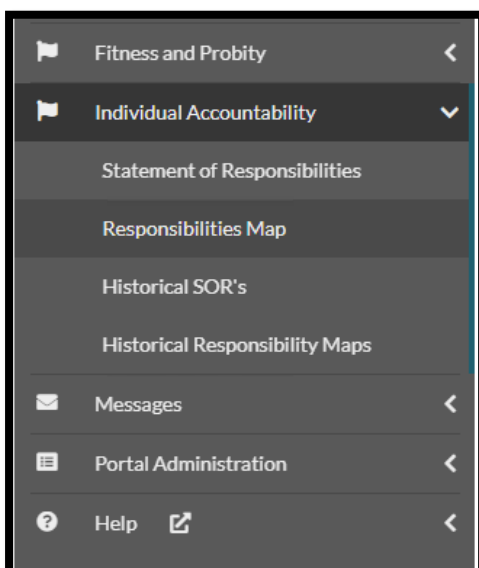 Fitness and Probity
Individual Accountability
Statement of Responsibilities
Responsibilities Map
Historical SOR's
Historical Responsibility Maps
Messages
Portal Administration
Help